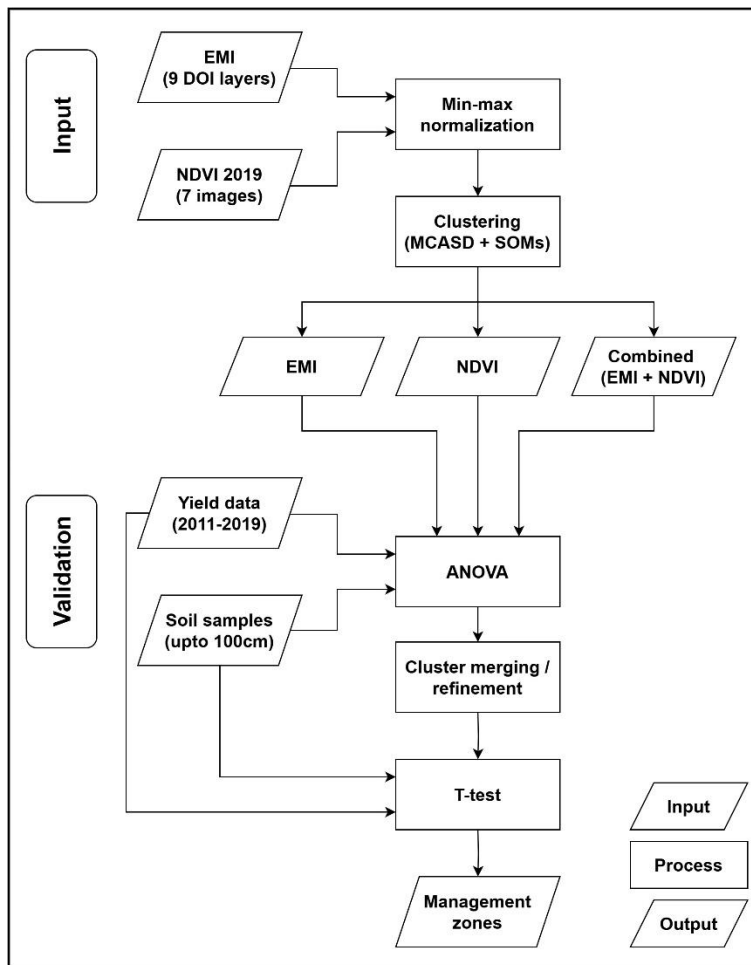 Input
EMI
(9 DOI layers)
Min-max
normalization
NDVI 2019
(7 images)
Clustering
(MCASD + SOMs)
EMI
NDVI
Combined
(EMI + NDVI)
Validation
Yield data
(2011-2019)
ANOVA
Soil samples
(upto 100cm)
Cluster merging /
refinement
T-test
Management
zones
Input
Process
Output